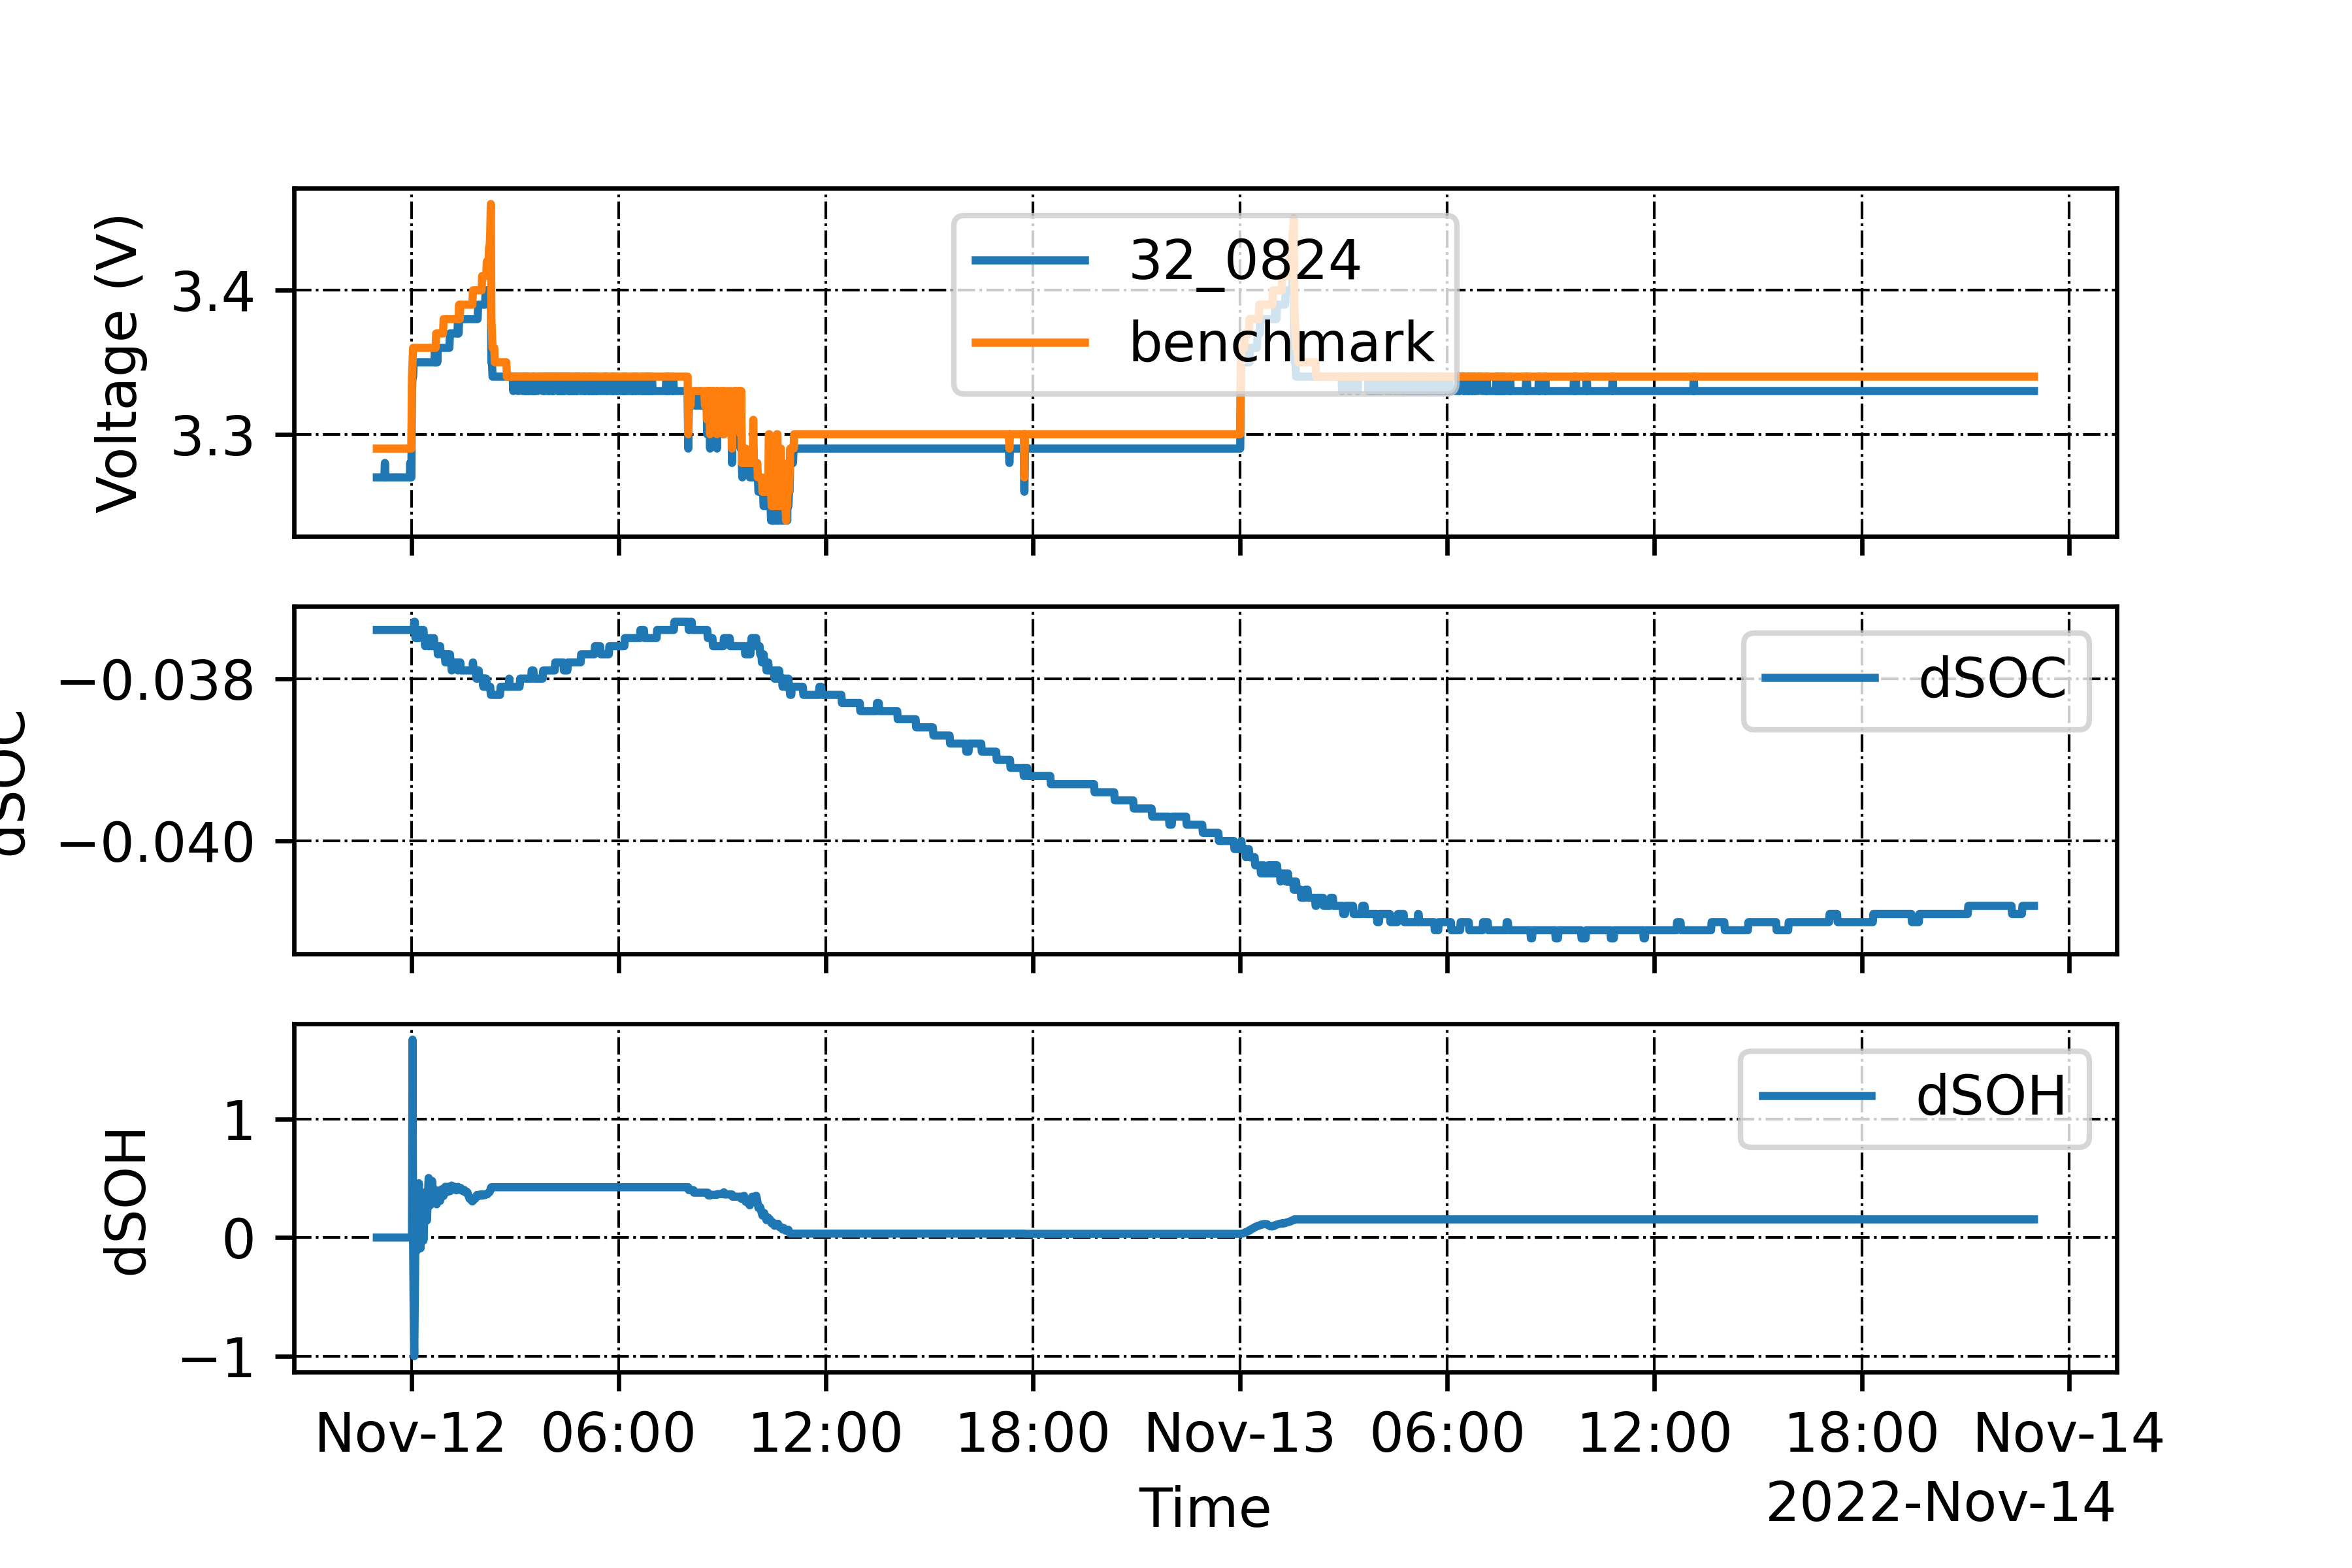 Voltage (V)
3.4
3.3
32_0824
benchmark
dSOC
−0.038
−0.040
dSOC
dSOH
1
0
−1
dSOH
Nov-12 06:00 12:00 18:00 Nov-13 06:00 12:00 18:00 Nov-14
Time
2022-Nov-14